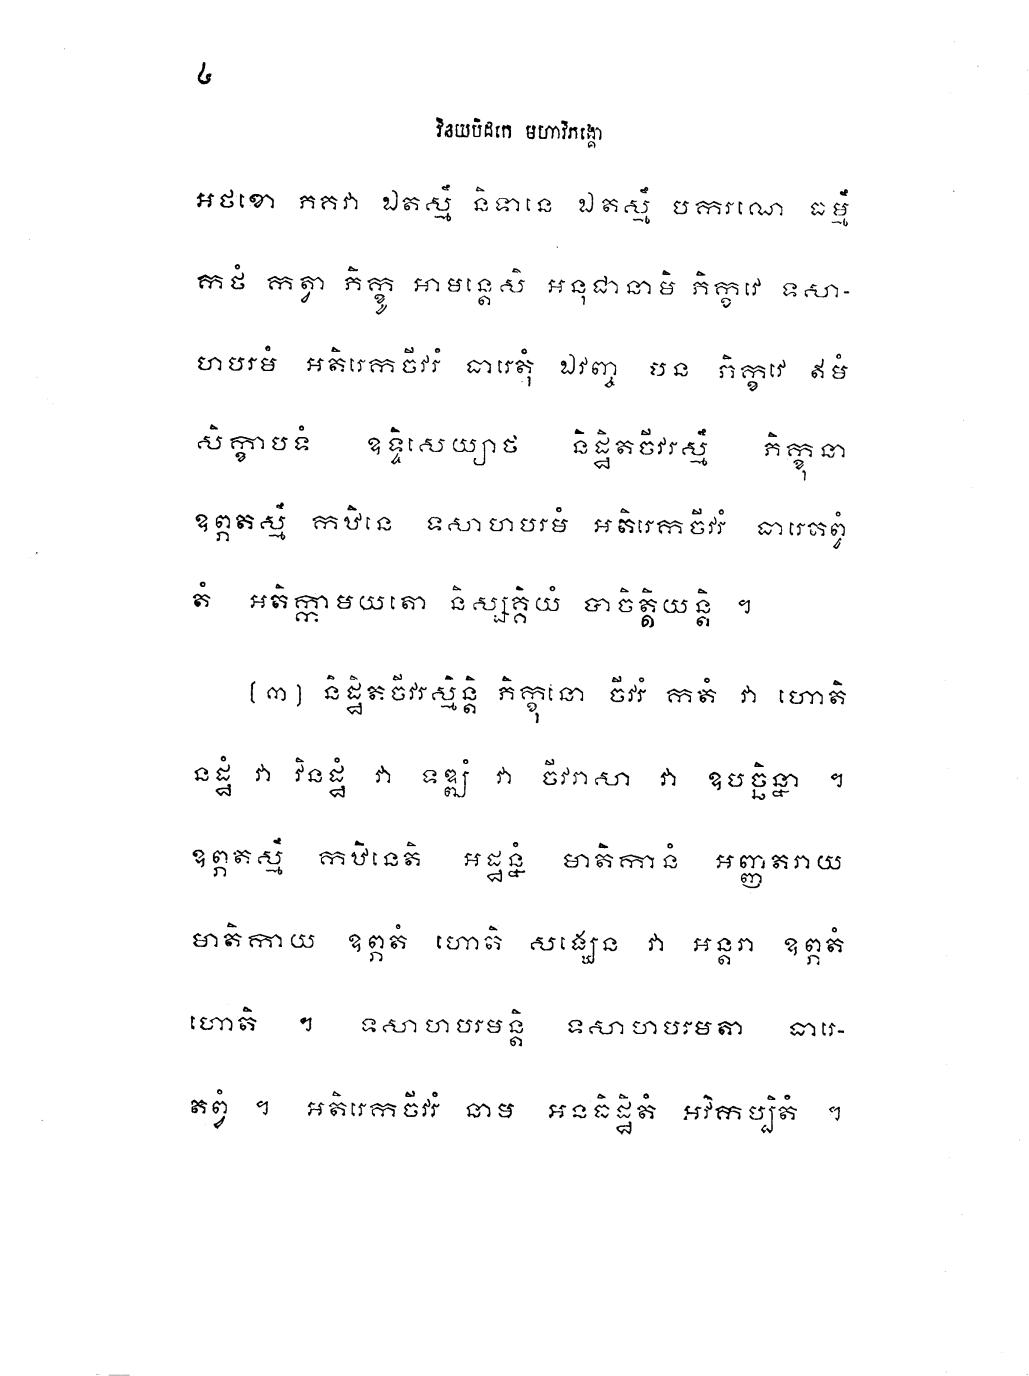 ៤
វិនយបិដកេ មហាវិភង្គោ
អថខោ ភគវា ឯតស្មឹ និទានេ ឯតស្មឹ បករណេ ធម្មឹ
កថំ កត្វា ភិក្ខូ អាមន្តេសិ អនុជានាមិ ភិក្ខវេ ទសា-
ហបរមំ អតិរេកចីវរំ ធារេតុំ ឯវញ្ច បន ភិក្ខវេ ឥមំ
សិក្ខាបទំ ឧទ្ទិសេយ្យាថ និដ្ឋិតចីវរស្មឹ ភិក្ខុនា
ឧព្ភតស្មឹ កឋិនេ ទសាហបរមំ អតិរេកចីវរំ ធារេតព្វំ
តំ អតិក្កាមយតោ និស្សគ្គិយំ បាចិត្តិយន្តិ ។
(៣) និដ្ឋិតចីវរស្មិន្តិ ភិក្ខុនោ ចីវរំ កតំ វា ហោតិ
នដ្ឋំ វា វិនដ្ឋំ វា ទឌ្ឍំ វា ចីវរាសា វា ឧបច្ឆិន្នា ។
ឧព្ភតស្មឹ កឋិនេតិ អដ្ឋន្នំ មាតិកានំ អញ្ញតរាយ
មាតិកាយ ឧព្ភតំ ហោតិ សង្ឃេន វា អន្តរា ឧព្ភតំ
ហោតិ ។ ទសាហបរមន្តិ ទសាហបរមតា ធារេ-
តព្វំ ។ អតិរេកចីវរំ នាម អនធិដ្ឋិតំ អវិកប្បិតំ ។